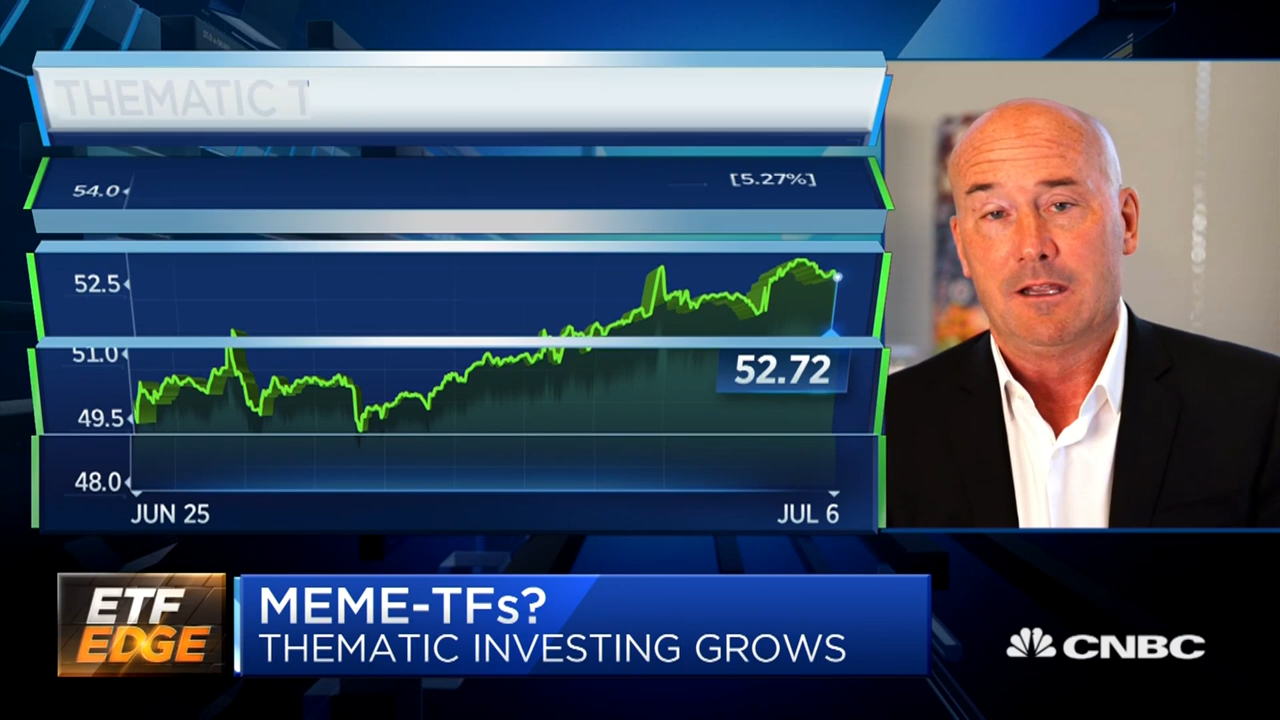 THEMATIC T
54.0
[5.27%]
52.5
51.0
52.72
49.5
48.0
JUN 25
JUL 6
ETF
EDGE
MEME-TFs?
THEMATIC INVESTING GROWS
CNBC